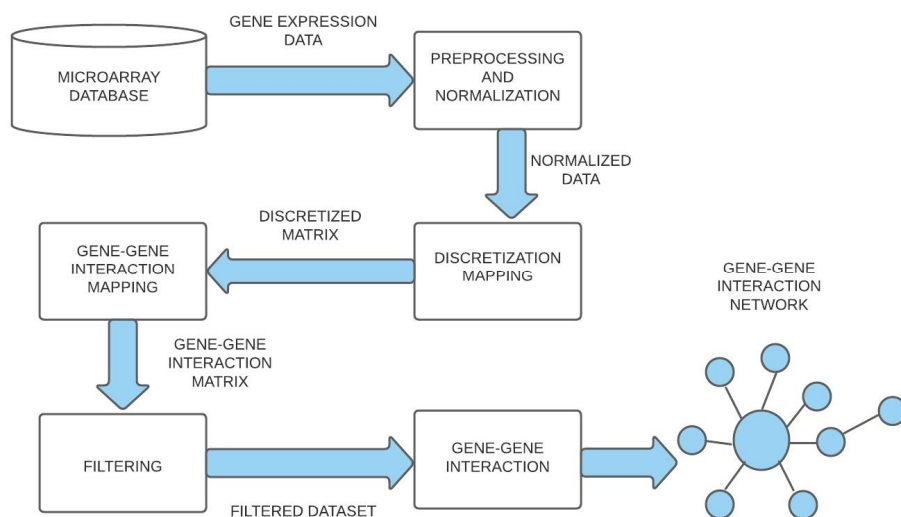 GENE EXPRESSION
DATA
MICROARRAY
DATABASE
PREPROCESSING
AND
NORMALIZATION
NORMALIZED
DATA
DISCRETIZED
MATRIX
GENE-GENE
INTERACTION
MAPPING
DISCRETIZATION
MAPPING
GENE-GENE
INTERACTION
NETWORK
GENE-GENE
INTERACTION
MATRIX
FILTERING
GENE-GENE
INTERACTION
FILTERED DATASET